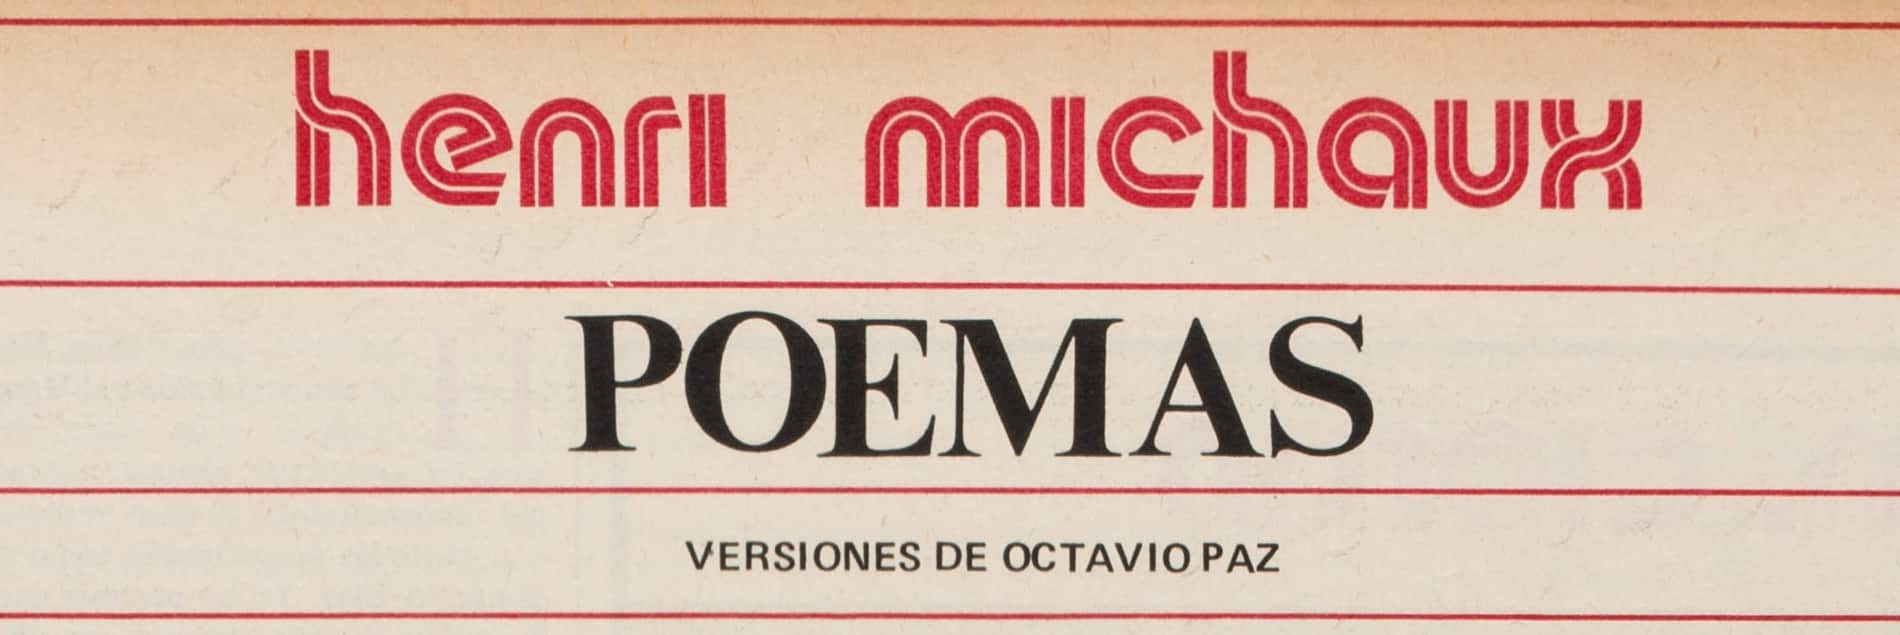 henri michaux
POEMAS
VERSIONES DE OCTAVIO PAZ